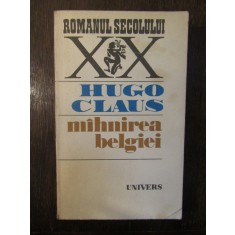 ROMANUL SECOLULUI
XX
HUGO
CLAUS
mîhnirea
belgiei
UNIVERS